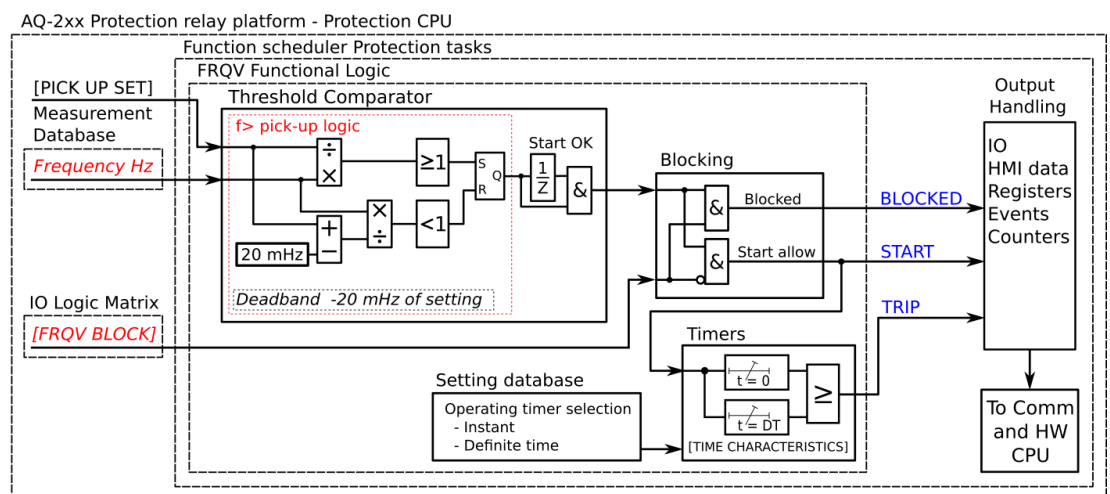 AQ-2xx Protection relay platform - Protection CPU
Function scheduler Protection tasks
FRQV Functional Logic
[PICK UP SET]
Measurement
Database
Frequency Hz
Threshold Comparator
f> pick-up logic
÷
×
≥1
S
Q
R
Start OK
1
Z
&
×
÷
<1
+
−
20 mHz
Deadband -20 mHz of setting
IO Logic Matrix
[FRQV BLOCK]
Blocking
&
Blocked
&
Start allow
BLOCKED
START
TRIP
Output
Handling
IO
HMI data
Registers
Events
Counters
Timers
t = 0
t = DT
≥
[TIME CHARACTERISTICS]
Setting database
Operating timer selection
- Instant
- Definite time
To Comm
and HW
CPU